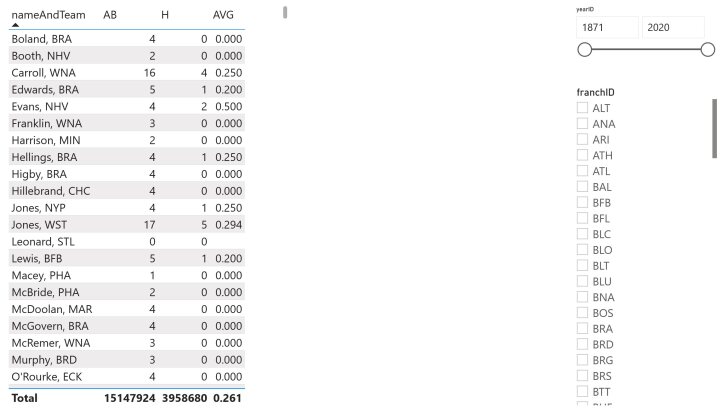 nameAndTeam AB H AVG
Boland, BRA 4 0 0.000
Booth, NHV 2 0 0.000
Carroll, WNA 16 4 0.250
Edwards, BRA 5 1 0.200
Evans, NHV 4 2 0.500
Franklin, WNA 3 0 0.000
Harrison, MIN 2 0 0.000
Hellings, BRA 4 1 0.250
Higby, BRA 4 0 0.000
Hillebrand, CHC 4 0 0.000
Jones, NYP 4 1 0.250
Jones, WST 17 5 0.294
Leonard, STL 0 0
Lewis, BFB 5 1 0.200
Macey, PHA 1 0 0.000
McBride, PHA 2 0 0.000
McDoolan, MAR 4 0 0.000
McGovern, BRA 4 0 0.000
McRemer, WNA 3 0 0.000
Murphy, BRD 3 0 0.000
O'Rourke, ECK 4 0 0.000
Total 15147924 3958680 0.261
yearID
1871 2020
franchID
ALT
ANA
ARI
ATH
ATL
BAL
BFB
BFL
BLC
BLO
BLT
BLU
BNA
BOS
BRA
BRD
BRG
BRS
BTT